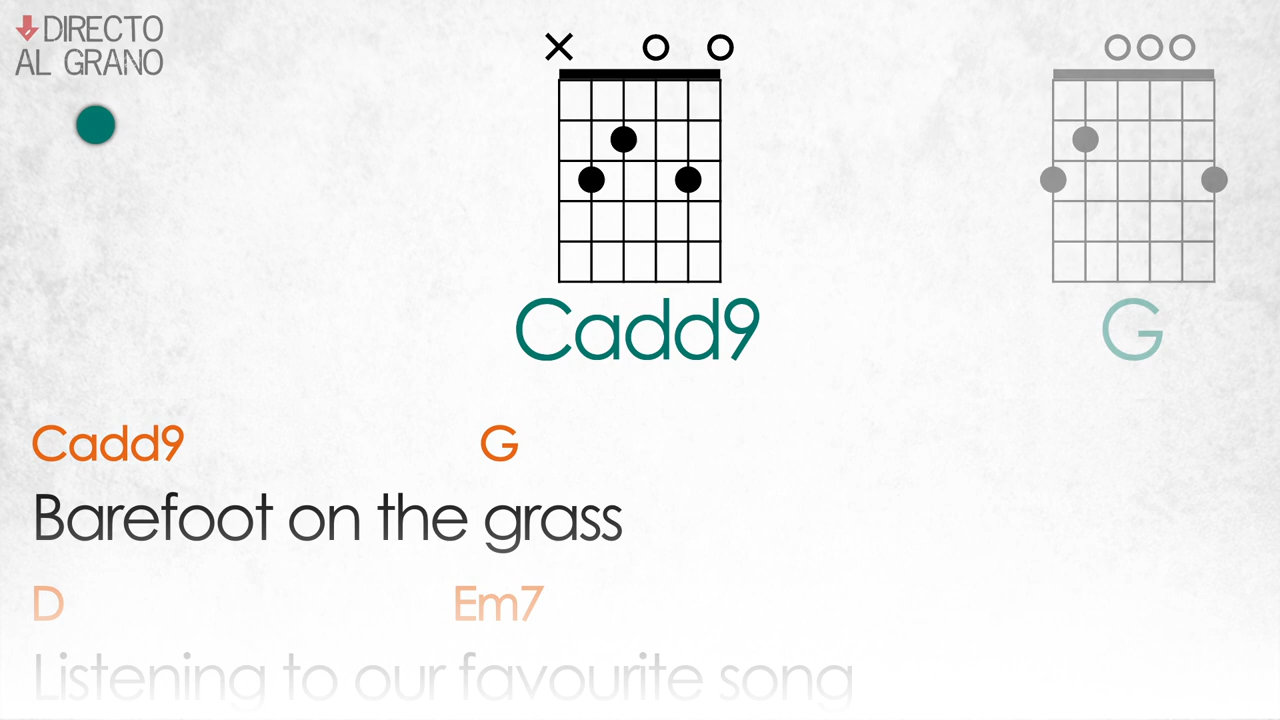 DIRECTO
AL GRANO
Cadd9
G
Cadd9 G
Barefoot on the grass
D Em7
Listening to our favourite song